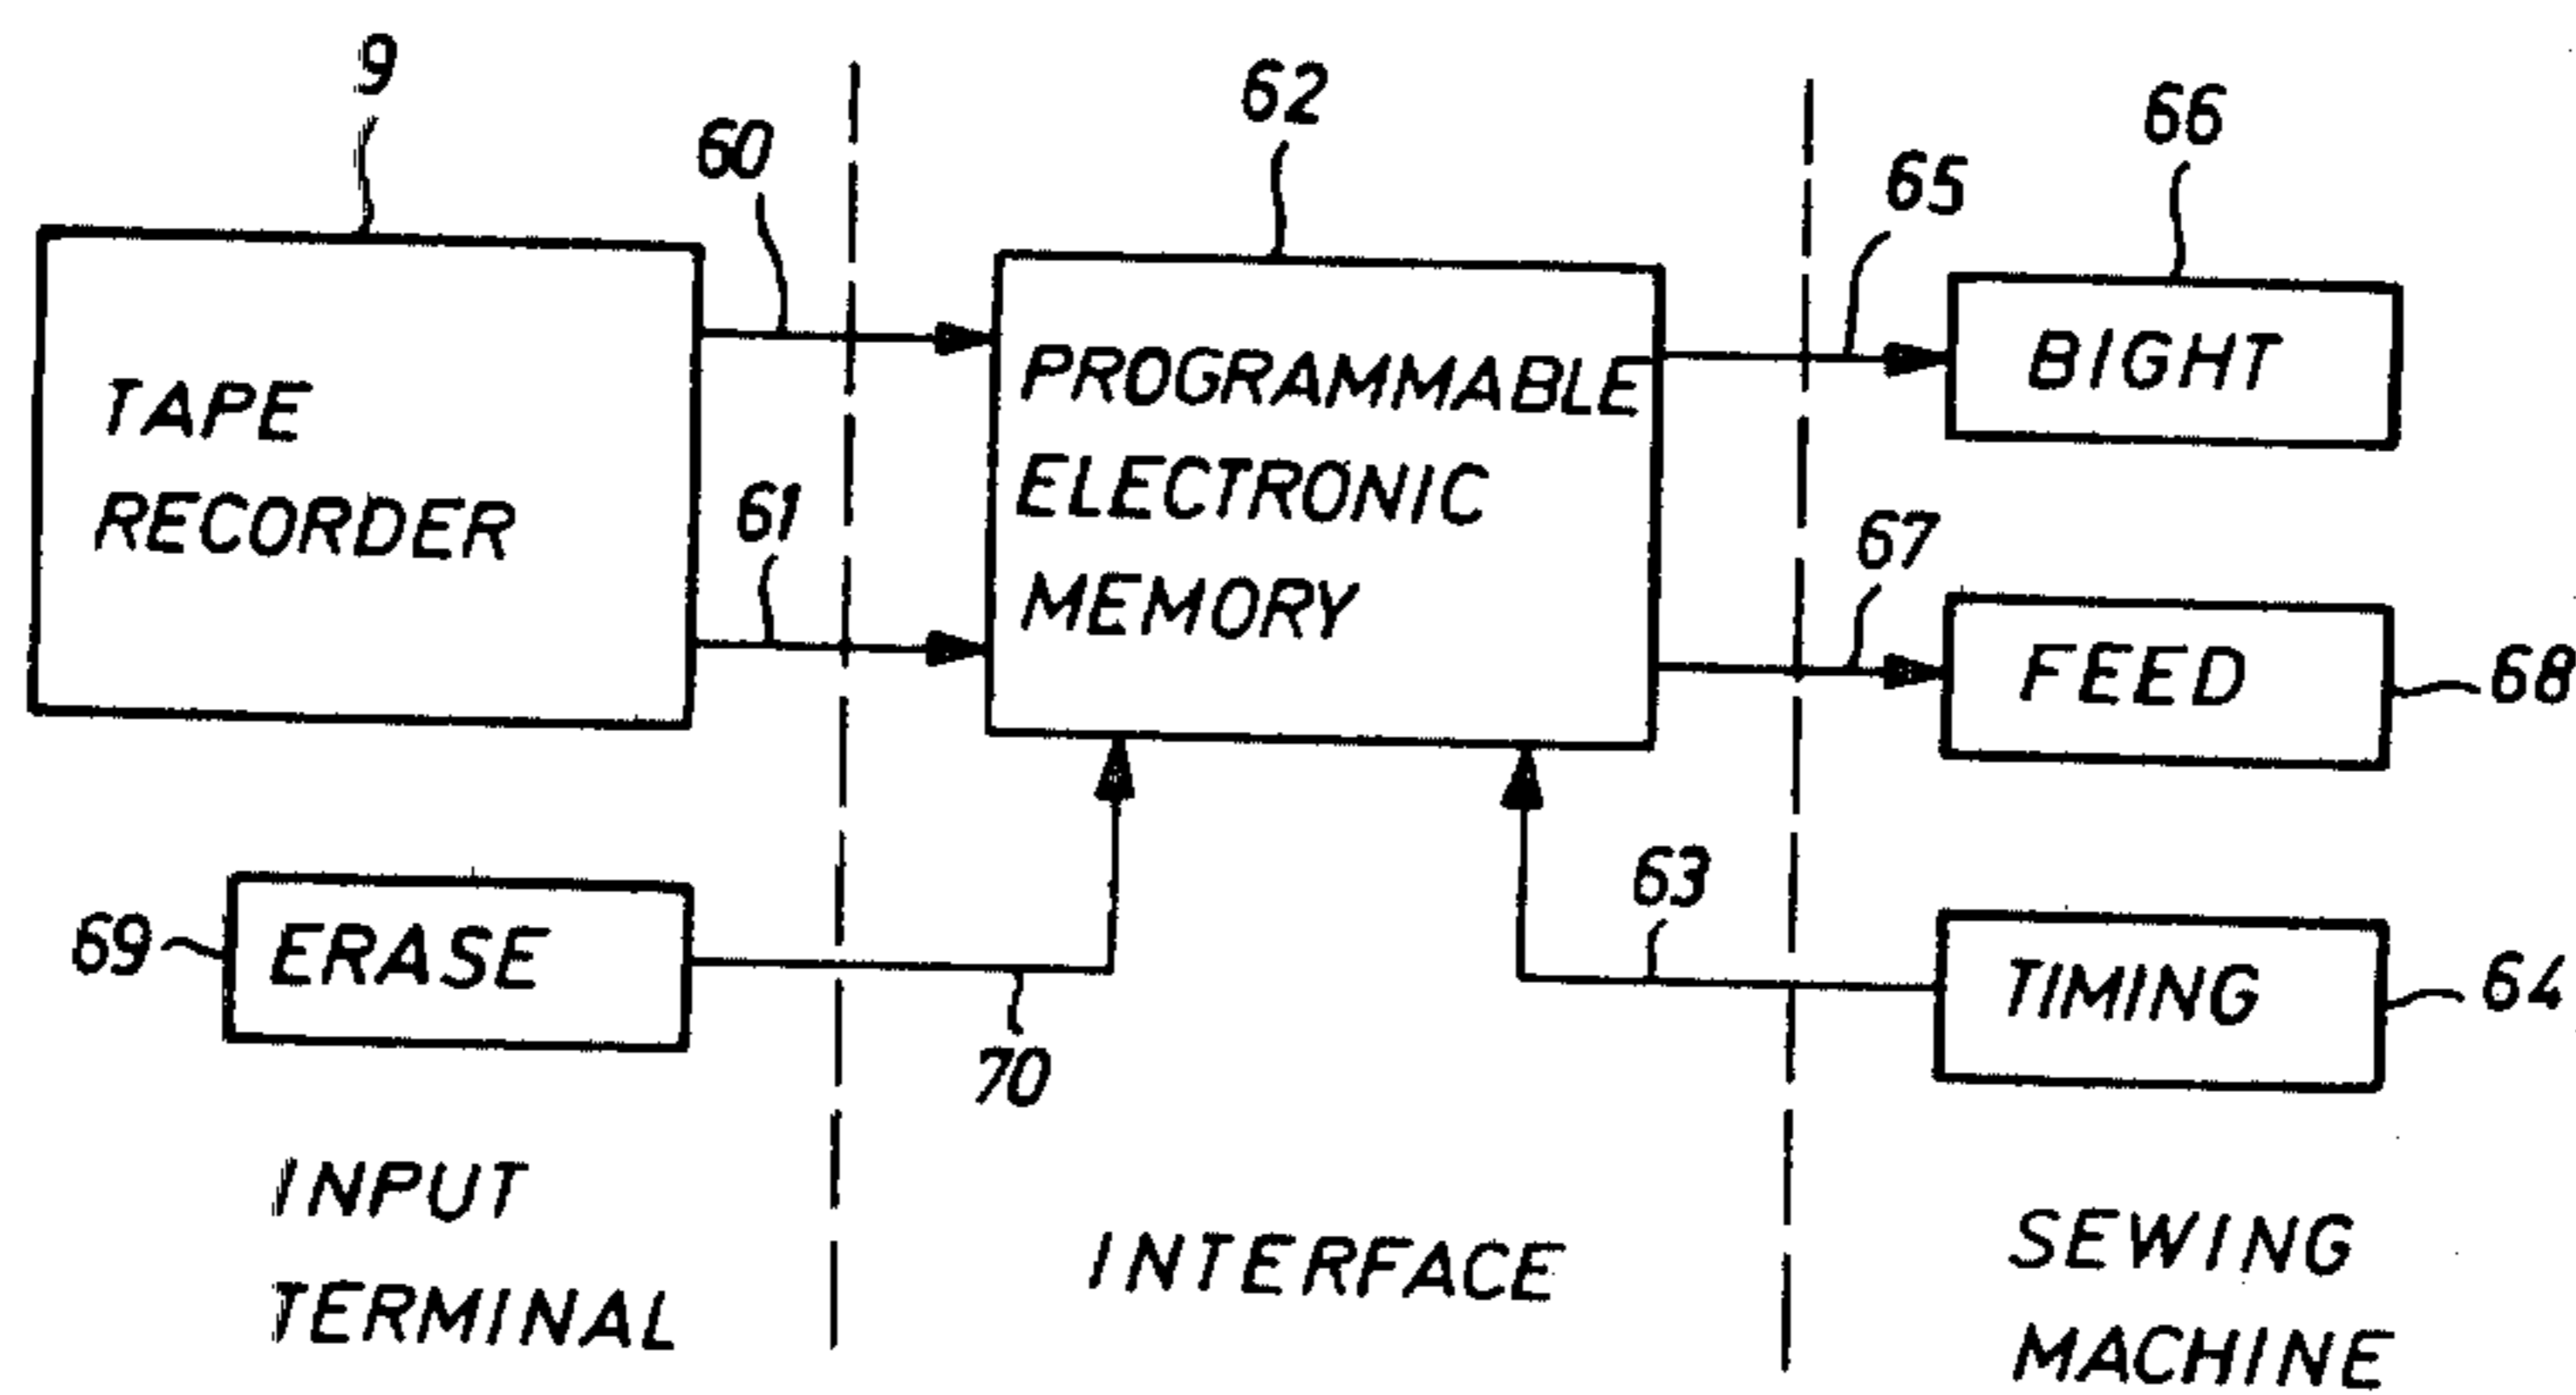 9
60
62
65
66
TAPE
RECORDER
PROGRAMMABLE
ELECTRONIC
MEMORY
BIGHT
61
67
FEED
68
69
ERASE
70
63
TIMING
64
INPUT
TERMINAL
INTERFACE
SEWING
MACHINE